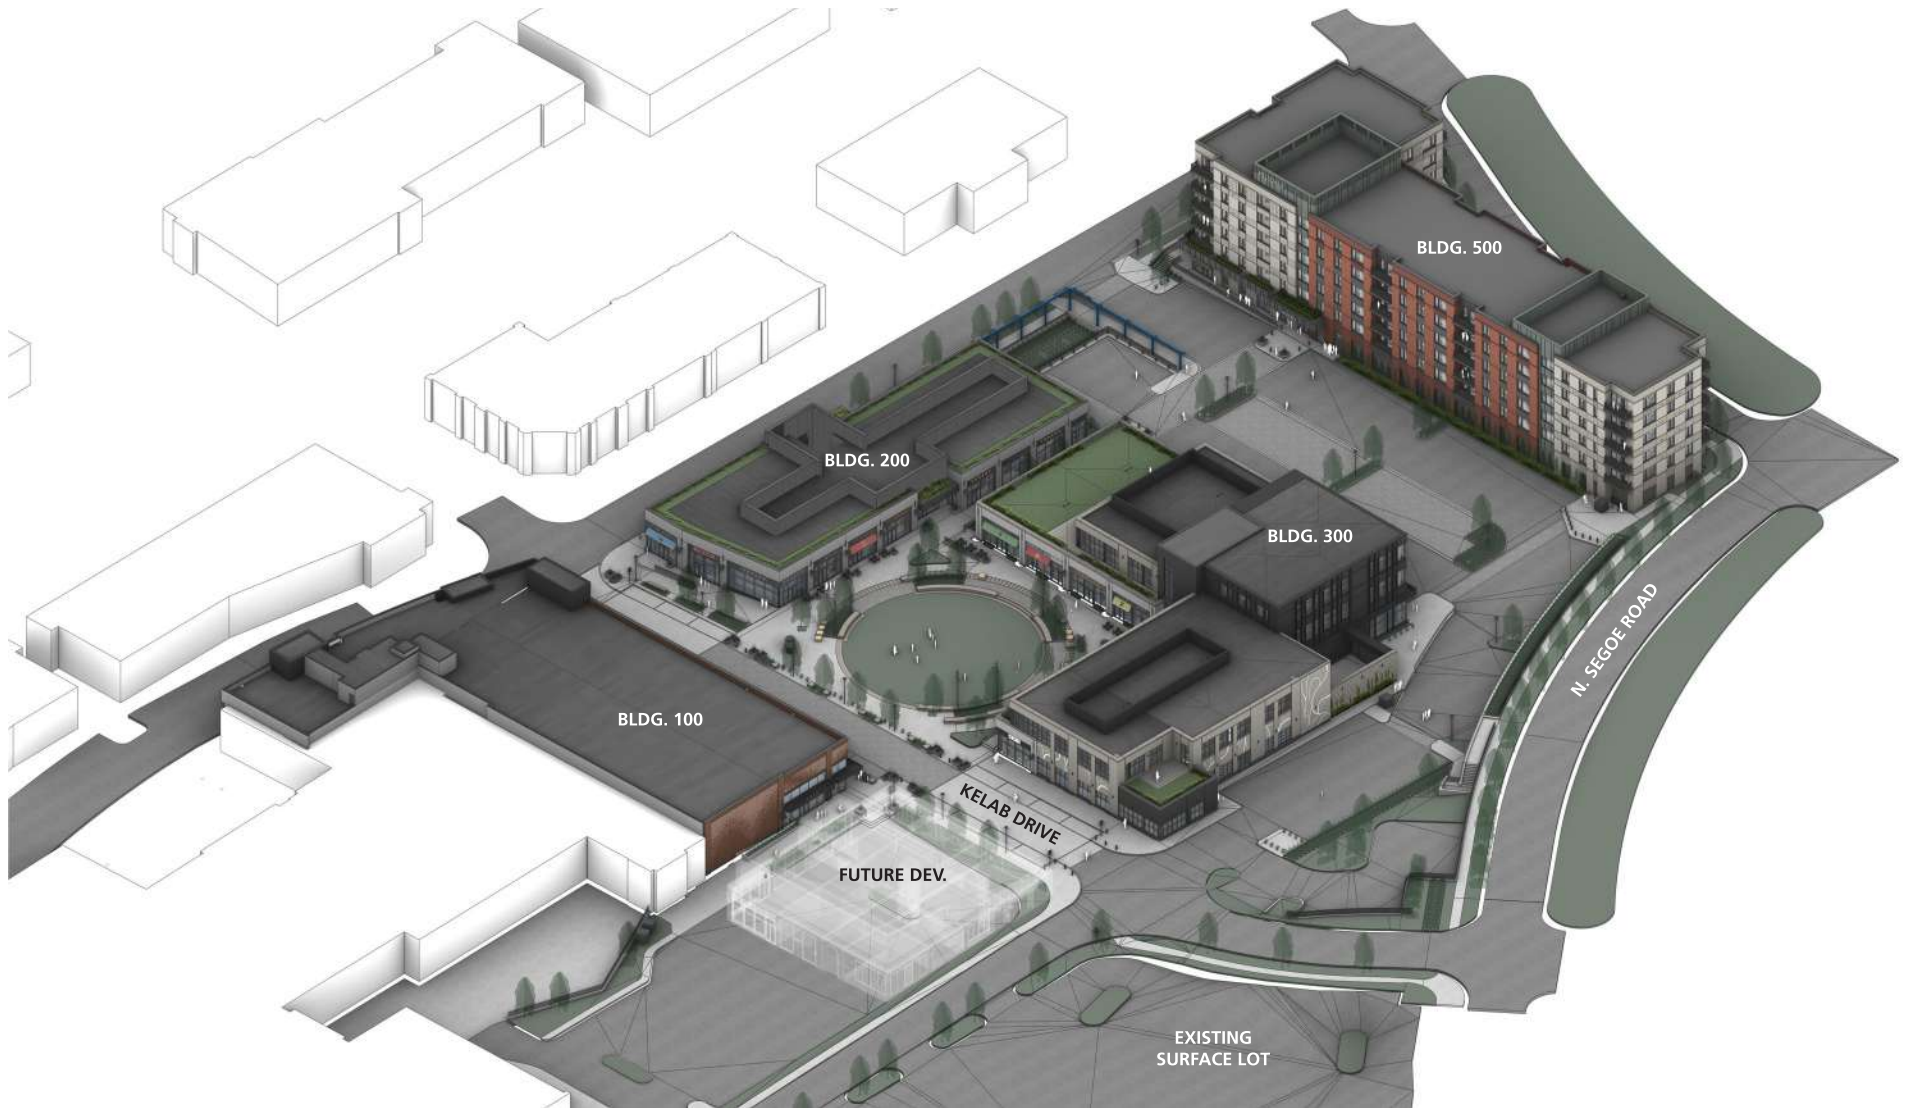 BLDG. 500
BLDG. 200
BLDG. 300
N. SEGOE ROAD
BLDG. 100
KELAB DRIVE
FUTURE DEV.
EXISTING
SURFACE LOT